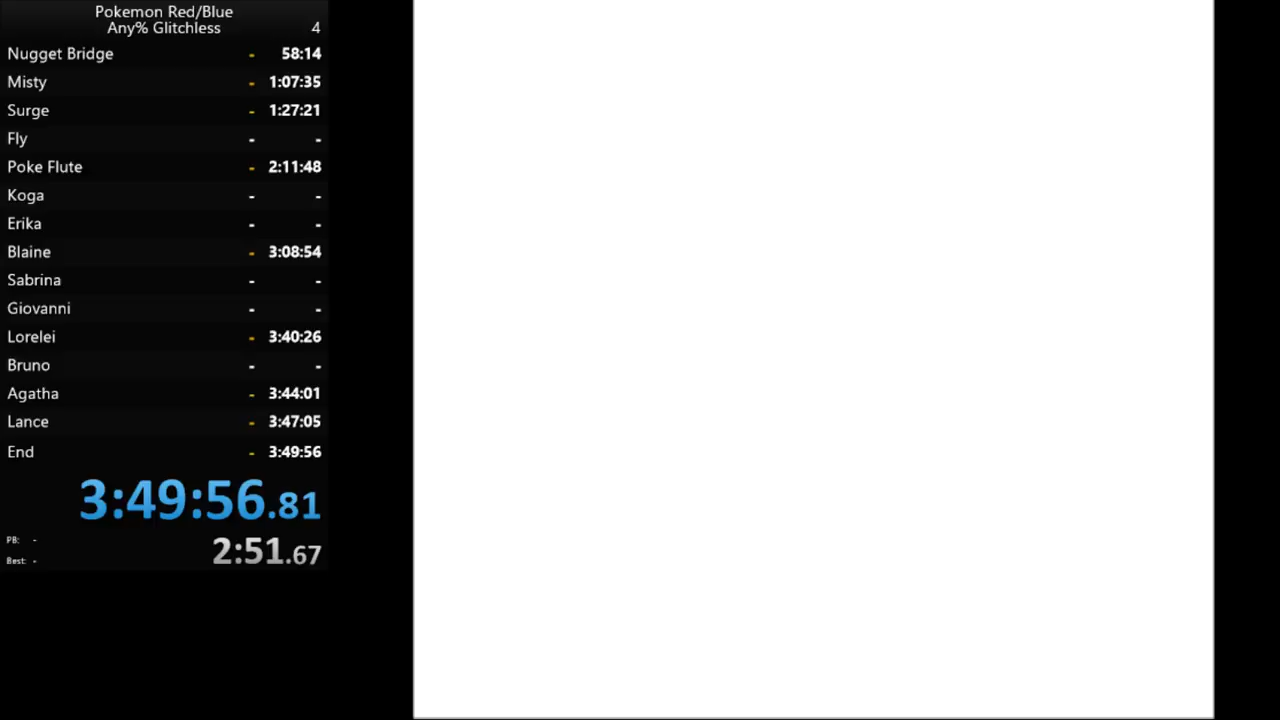 Pokemon Red/Blue
Any% Glitchless 4
Nugget Bridge - 58:14
Misty - 1:07:35
Surge - 1:27:21
Fly - -
Poke Flute - 2:11:48
Koga - -
Erika - -
Blaine - 3:08:54
Sabrina - -
Giovanni - -
Lorelei - 3:40:26
Bruno - -
Agatha - 3:44:01
Lance - 3:47:05
End - 3:49:56
3:49:56.81
PB: -
2:51.67
Best: -